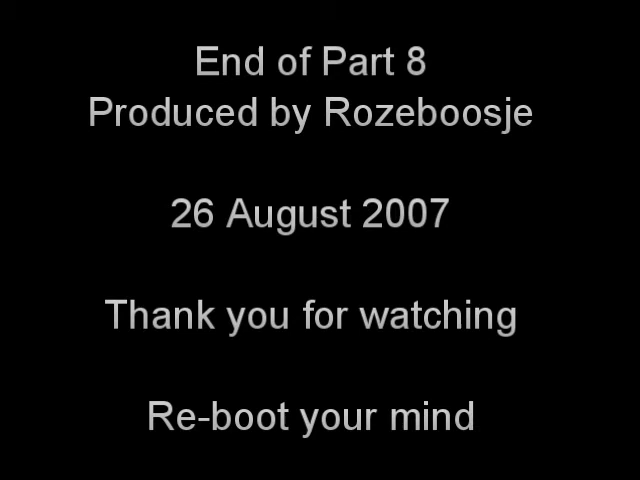 End of Part 8
Produced by Rozeboosje
26 August 2007
Thank you for watching
Re-boot your mind